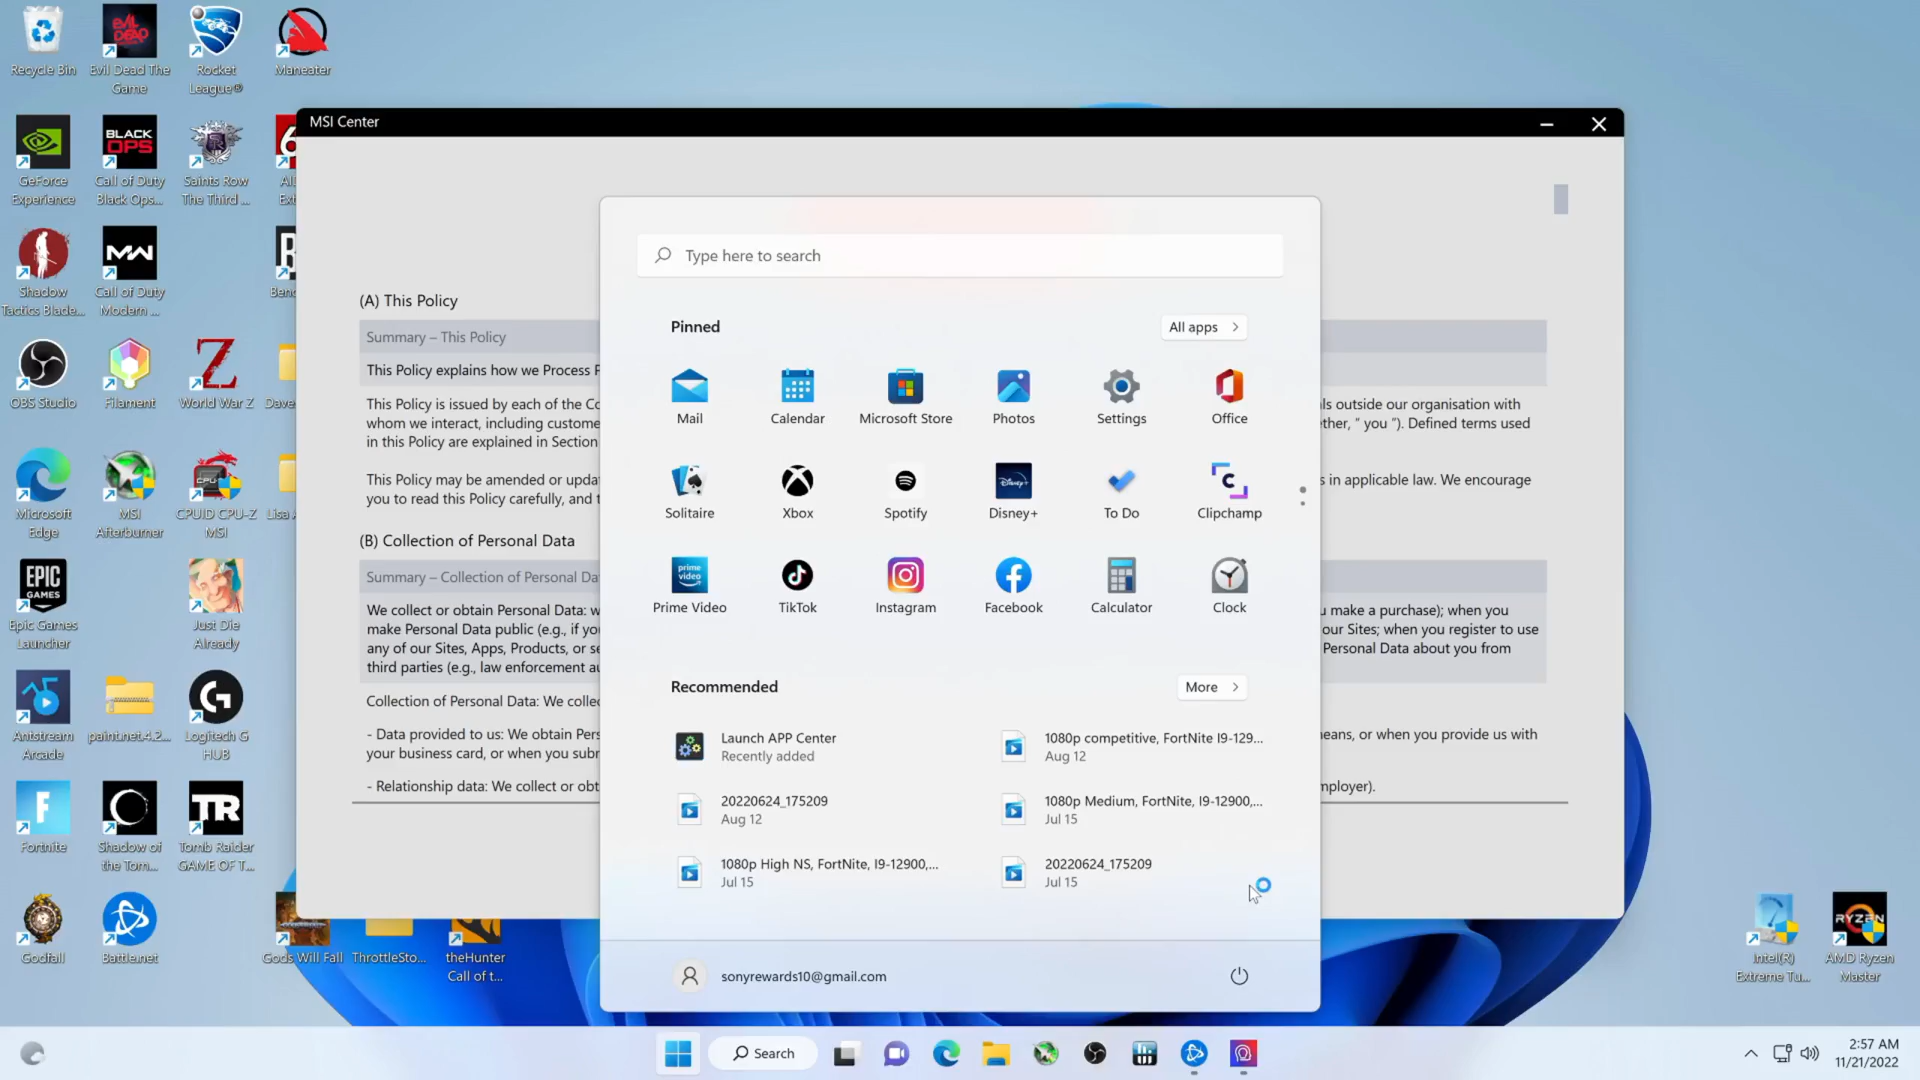 Recycle Bin
Evil Dead The
Game
Rocket
League®
Maneater
GeForce
Experience
BLACK
OPS
Call of Duty
Black Ops...
Saints Row
The Third ...
Shadow
Tactics Blade...
Call of Duty
Modern ...
OBS Studio
Filament
World War Z
Microsoft
Edge
MSI
Afterburner
CPUID CPU-Z
MSI
EPIC
GAMES
Epic Games
Launcher
Just Die
Already
Antstream
Arcade
paint.net.4.2...
Logitech G
HUB
Fortnite
Shadow of
the Tom...
TR
Tomb Raider
GAME OF T...
Godfall
Battle.net
Gods Will Fall
ThrottleSto...
theHunter
Call of t...
MSI Center
(A) This Policy
Summary – This Policy
This Policy explains how we Process
This Policy is issued by each of the
whom we interact, including
in this Policy are explained in Section
This Policy may be amended or
you to read this Policy carefully, and
(B) Collection of Personal Data
Summary – Collection of Personal
We collect or obtain Personal Data:
make Personal Data public (e.g., if
any of our Sites, Apps, Products, or
third parties (e.g., law enforcement
Collection of Personal Data: We
- Data provided to us: We obtain
your business card, or when you
- Relationship data: We collect or
outside our organisation with
" you "). Defined terms used
in applicable law. We encourage
make a purchase); when you
our Sites; when you register to use
Personal Data about you from
or when you provide us with
Type here to search
Pinned
All apps >
Mail
Calendar
Microsoft Store
Photos
Settings
Office
Solitaire
Xbox
Spotify
Disney+
To Do
Clipchamp
prime
video
Prime Video
TikTok
Instagram
Facebook
Calculator
Clock
Recommended
More >
Launch APP Center
Recently added
1080p competitive, FortNite I9-129...
Aug 12
20220624_175209
Aug 12
1080p Medium, FortNite, I9-12900,...
Jul 15
1080p High NS, FortNite, I9-12900,...
Jul 15
20220624_175209
Jul 15
sonyrewards10@gmail.com
RYZEN
Intel(R)
Extreme Tu...
AMD Ryzen
Master
Search
2:57 AM
11/21/2022